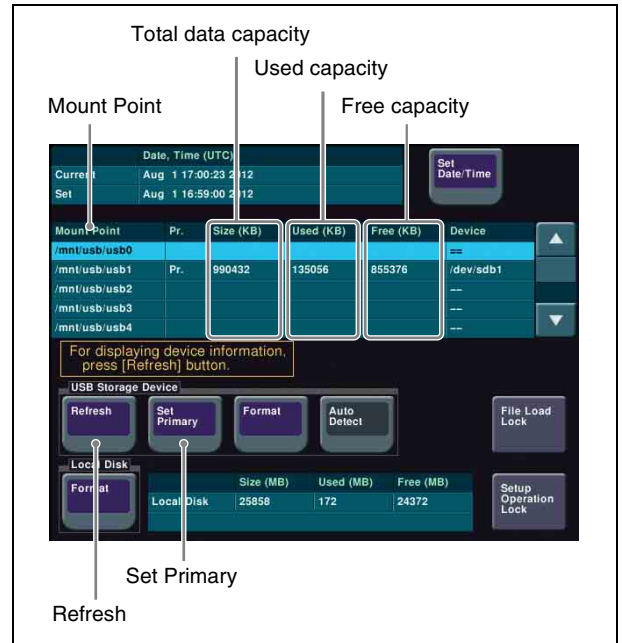 Total data capacity
Used capacity
Mount Point
Free capacity
Date, Time (UTC)
Current Aug 1 17:00:23 2012
Set Aug 1 16:59:00 2012
Set
Date/Time
Mount Point Pr. Size (KB) Used (KB) Free (KB) Device
/mnt/usb/usb0 ==
/mnt/usb/usb1 Pr. 990432 135056 855376 /dev/sdb1
/mnt/usb/usb2 --
/mnt/usb/usb3 --
/mnt/usb/usb4 --
For displaying device information,
press [Refresh] button.
USB Storage Device
Refresh
Set
Primary
Format
Auto
Detect
File Load
Lock
Local Disk
Format
Size (MB) Used (MB) Free (MB)
Local Disk 25858 172 24372
Setup
Operation
Lock
Set Primary
Refresh